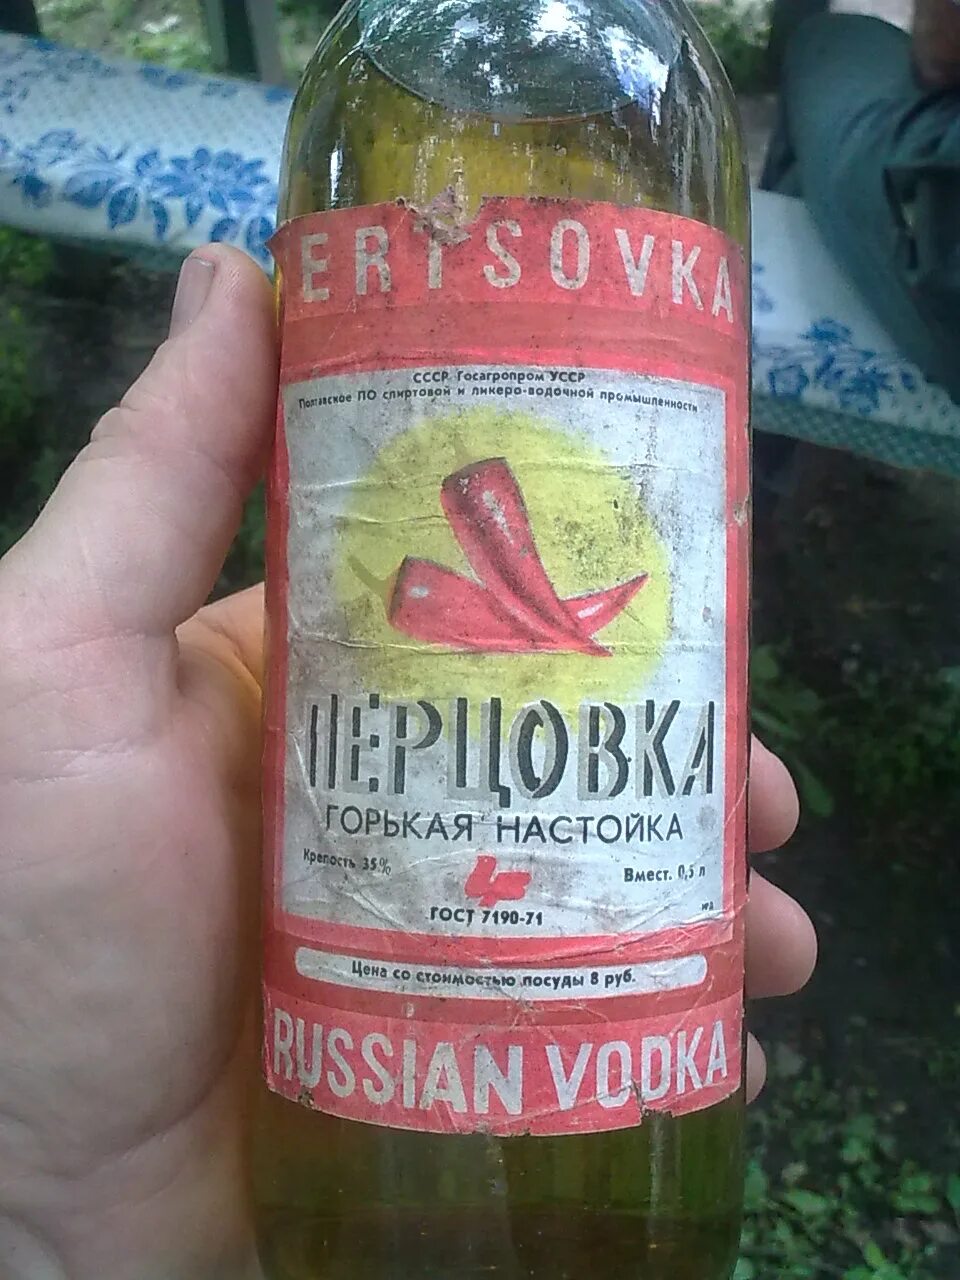 ERTSOVKA
СССР Госагропром УССР
Полтавское ПО спиртовой и ликеро-водочной промышленности
ПЕРЦОВКА
ГОРЬКАЯ НАСТОЙКА
Крепость 35% Вмест. 0,5 л
ГОСТ 7190-71
Цена со стоимостью посуды 8 руб.
RUSSIAN VODKA